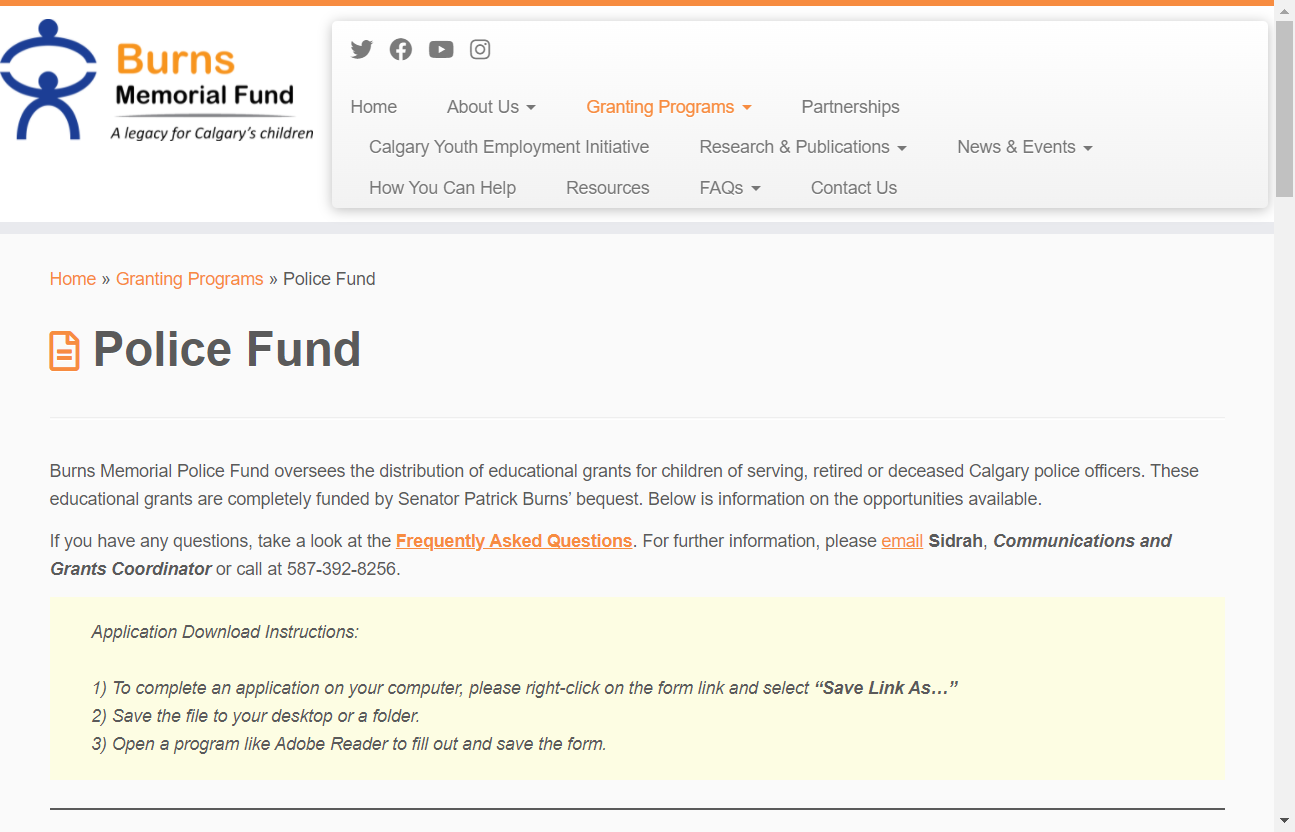 Burns
Memorial Fund
A legacy for Calgary's children
Home About Us Granting Programs Partnerships
Calgary Youth Employment Initiative Research & Publications News & Events
How You Can Help Resources FAQs Contact Us
Home » Granting Programs » Police Fund
Police Fund
Burns Memorial Police Fund oversees the distribution of educational grants for children of serving, retired or deceased Calgary police officers. These
educational grants are completely funded by Senator Patrick Burns’ bequest. Below is information on the opportunities available.
If you have any questions, take a look at the Frequently Asked Questions. For further information, please email Sidrah, Communications and
Grants Coordinator or call at 587-392-8256.
Application Download Instructions:
1) To complete an application on your computer, please right-click on the form link and select “Save Link As…”
2) Save the file to your desktop or a folder.
3) Open a program like Adobe Reader to fill out and save the form.